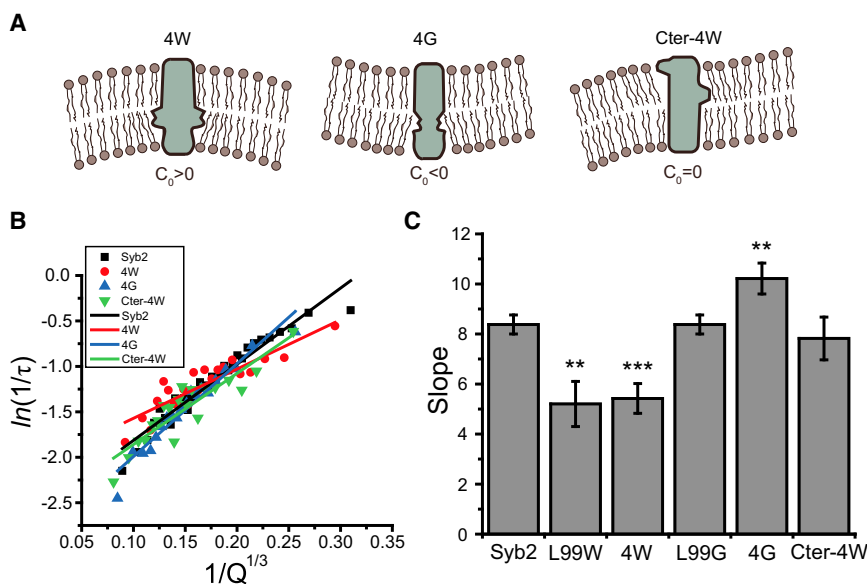 A
4W
4G
Cter-4W
C₀>0
C₀<0
C₀=0
B
Syb2
4W
4G
Cter-4W
Syb2
4W
4G
Cter-4W
0.0
-0.5
-1.0
-1.5
-2.0
-2.5
ln(1/τ)
0.05 0.10 0.15 0.20 0.25 0.30 0.35
1/Q^1/3
C
12
10
8
6
4
2
0
Slope
**
***
**
Syb2 L99W 4W L99G 4G Cter-4W